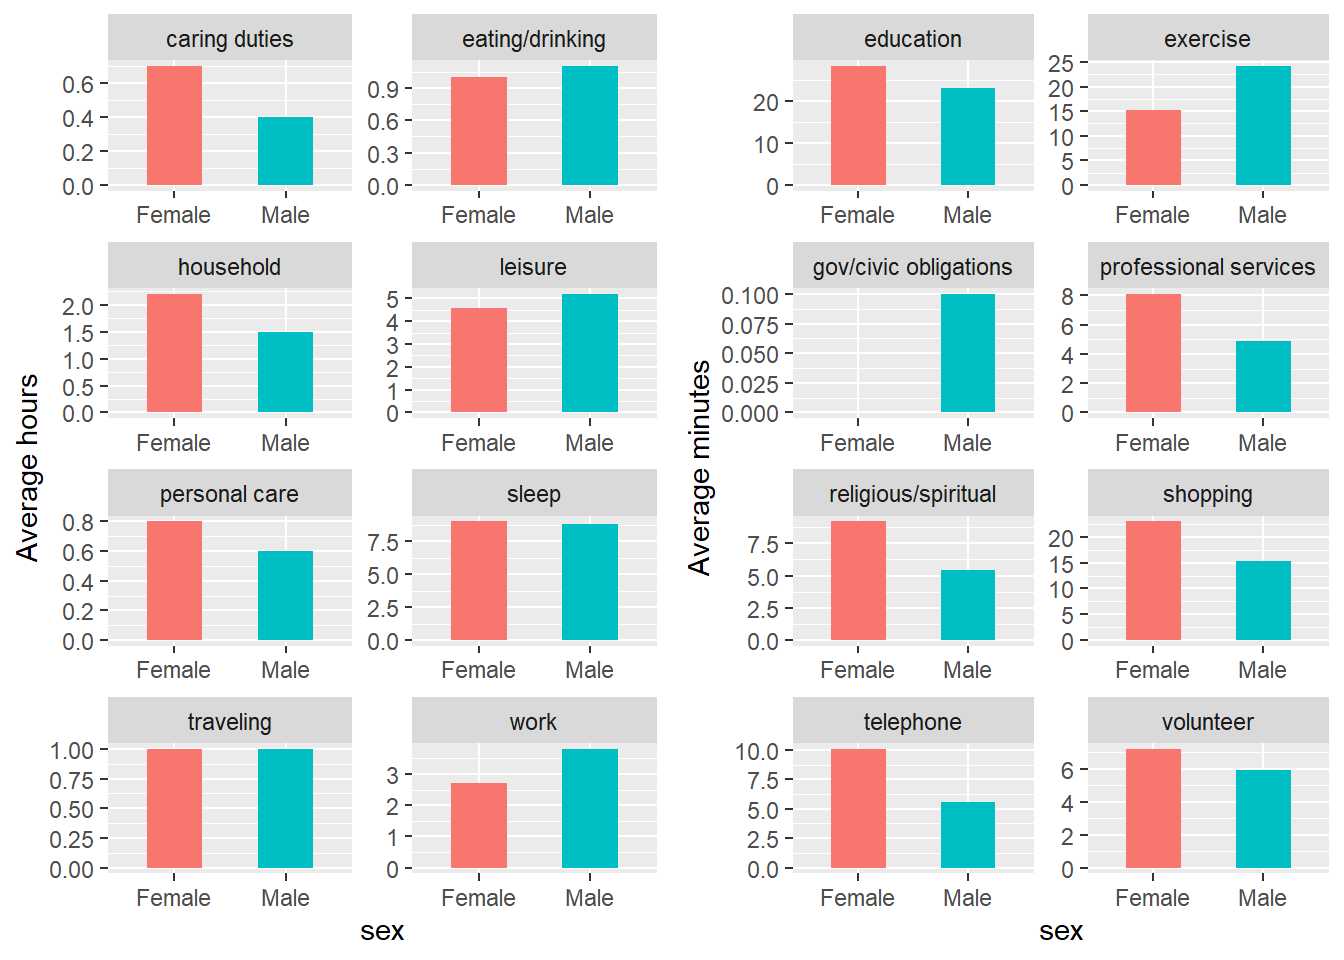 caring duties
eating/drinking
0.6
0.4
0.2
0.0
0.9
0.6
0.3
0.0
Female Male
Female Male
household
leisure
2.0
1.5
1.0
0.5
0.0
5
4
3
2
1
0
Female Male
Female Male
personal care
sleep
0.8
0.6
0.4
0.2
0.0
7.5
5.0
2.5
0.0
Female Male
Female Male
traveling
work
1.00
0.75
0.50
0.25
0.00
3
2
1
0
Female Male
Female Male
Average hours
sex
education
exercise
20
10
0
25
20
15
10
5
0
Female Male
Female Male
gov/civic obligations
professional services
0.100
0.075
0.050
0.025
0.000
8
6
4
2
0
Female Male
Female Male
religious/spiritual
shopping
7.5
5.0
2.5
0.0
20
15
10
5
0
Female Male
Female Male
telephone
volunteer
10.0
7.5
5.0
2.5
0.0
6
4
2
0
Female Male
Female Male
Average minutes
sex